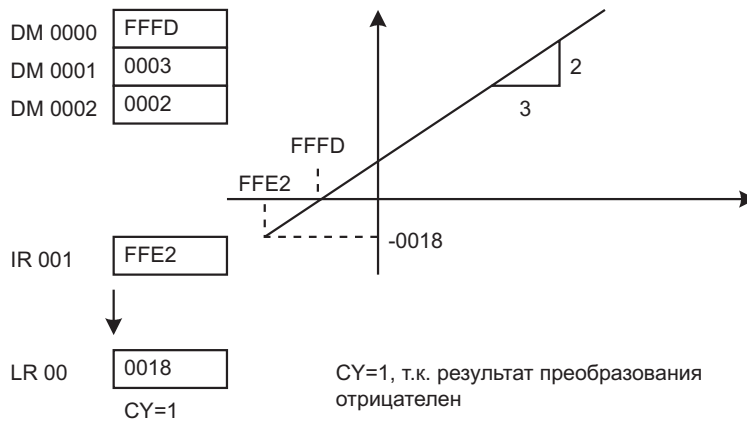 DM 0000 FFFD
DM 0001 0003
DM 0002 0002
2
3
FFFD
FFE2
-0018
IR 001 FFE2
LR 00 0018
CY=1
CY=1, т.к. результат преобразования
отрицателен